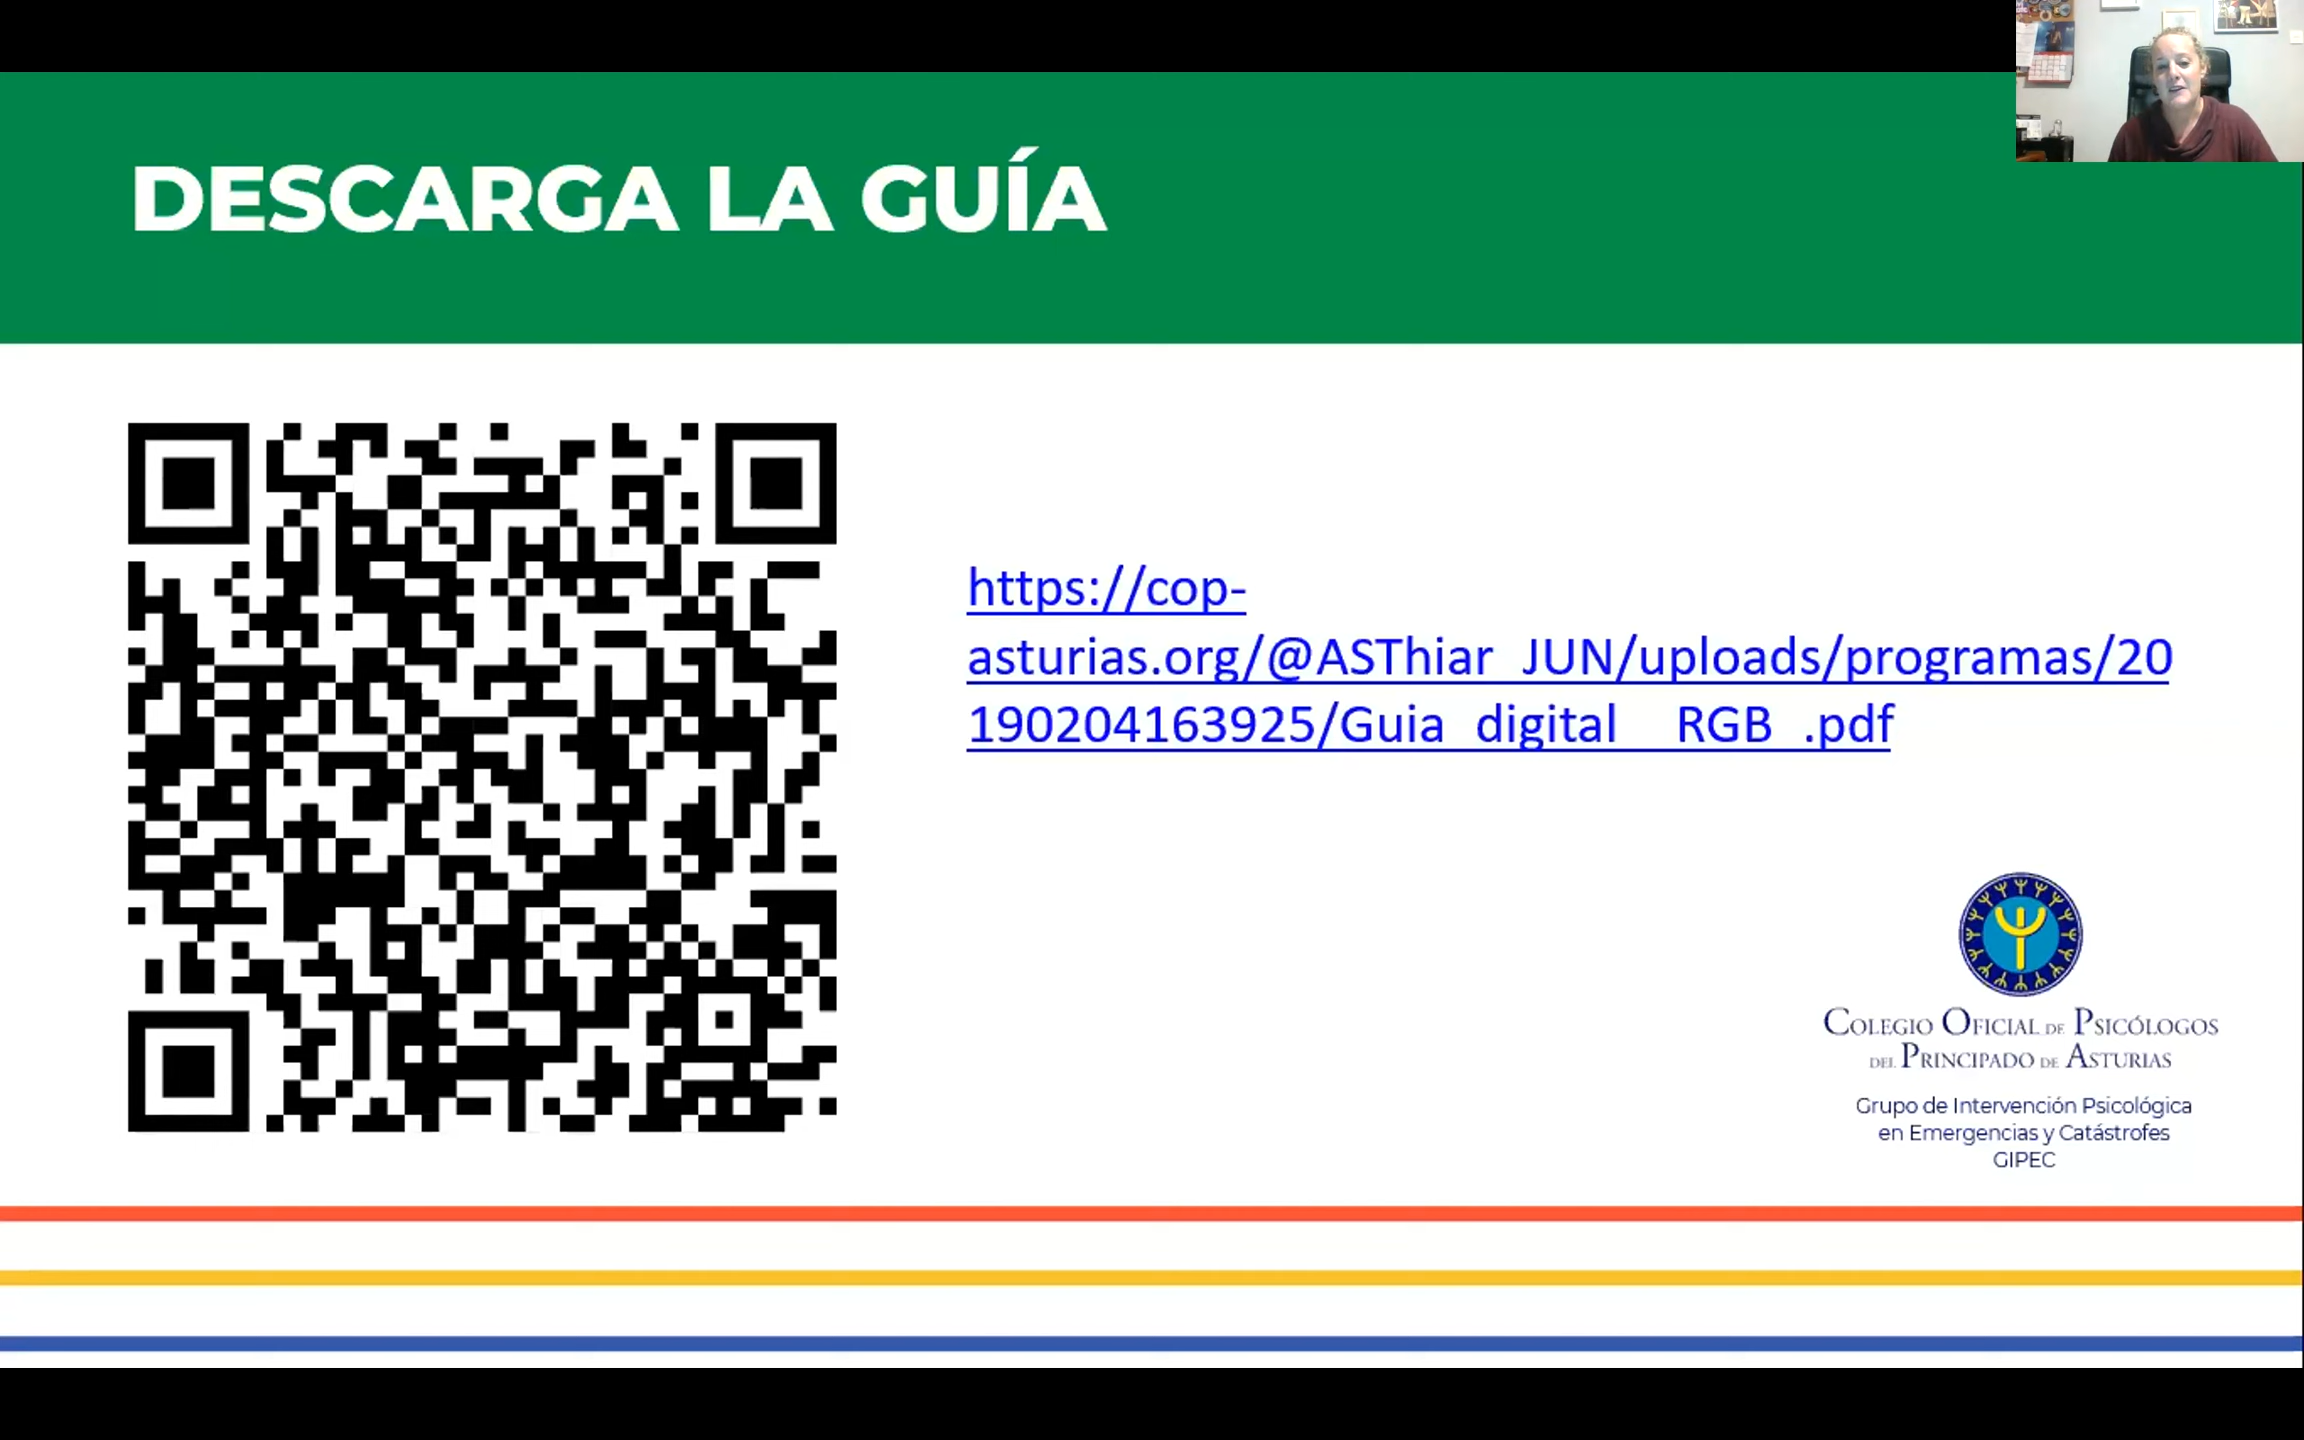 DESCARGA LA GUÍA
https://cop-
asturias.org/@ASThiar_JUN/uploads/programas/20
190204163925/Guia_digital__RGB_.pdf
COLEGIO OFICIAL DE PSICÓLOGOS
DEL PRINCIPADO DE ASTURIAS
Grupo de Intervención Psicológica
en Emergencias y Catástrofes
GIPEC